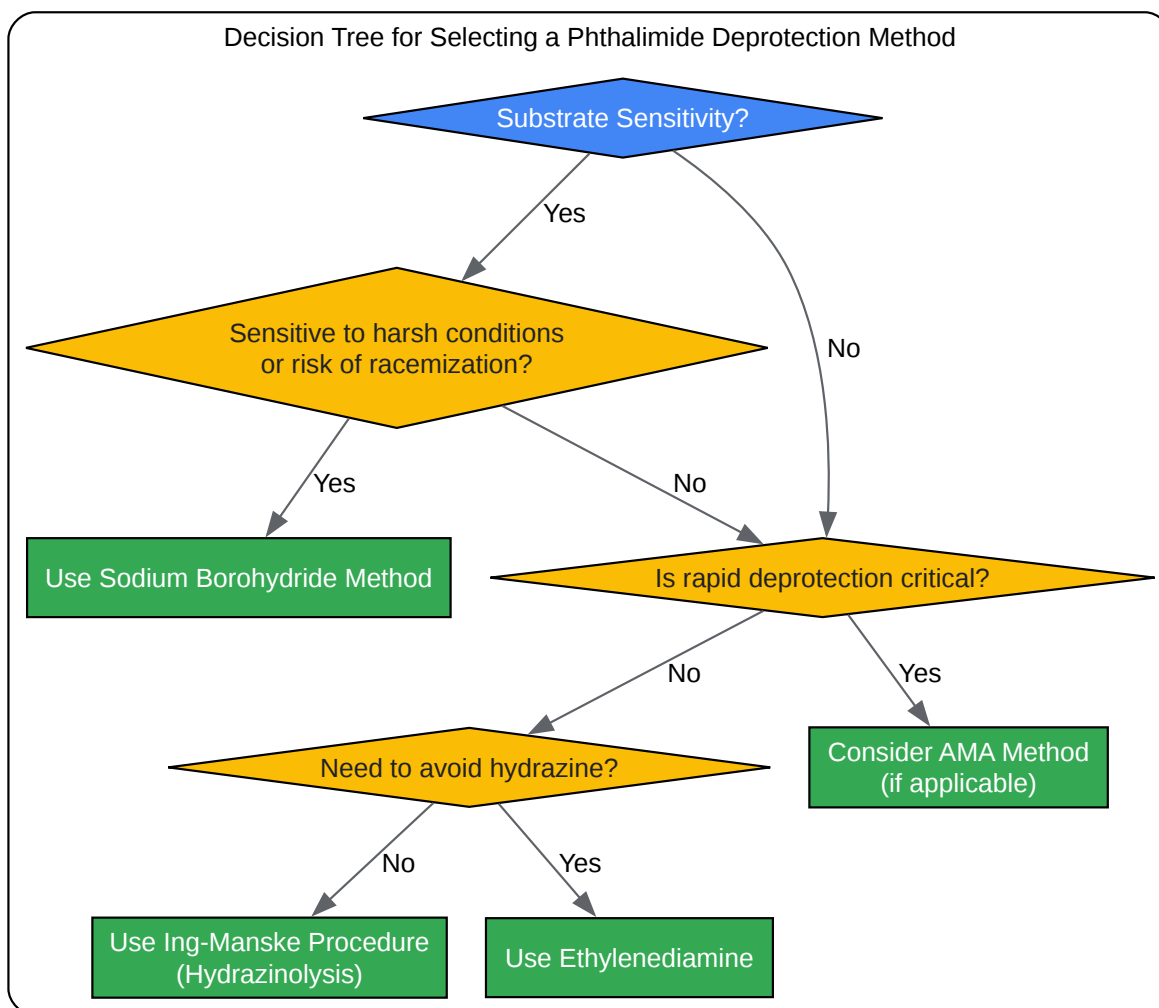 Decision Tree for Selecting a Phthalimide Deprotection Method
Substrate Sensitivity?
Yes
Sensitive to harsh conditions
or risk of racemization?
No
Yes
No
Use Sodium Borohydride Method
Is rapid deprotection critical?
No
Yes
Need to avoid hydrazine?
Consider AMA Method
(if applicable)
No
Yes
Use Ing-Manske Procedure
(Hydrazinolysis)
Use Ethylenediamine